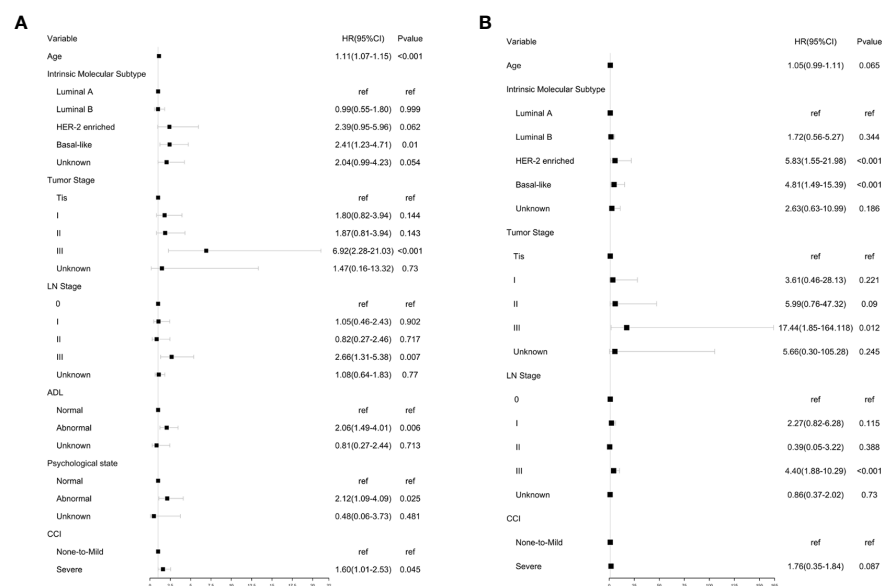 A
Variable HR(95%CI) Pvalue
Age 1.11(1.07-1.15) <0.001
Intrinsic Molecular Subtype
Luminal A ref ref
Luminal B 0.99(0.55-1.80) 0.999
HER-2 enriched 2.39(0.95-5.96) 0.062
Basal-like 2.41(1.23-4.71) 0.01
Unknown 2.04(0.99-4.23) 0.054
Tumor Stage
Tis ref ref
I 1.80(0.82-3.94) 0.144
II 1.87(0.81-3.94) 0.143
III 6.92(2.28-21.03) <0.001
Unknown 1.47(0.16-13.32) 0.73
LN Stage
0 ref ref
I 1.05(0.46-2.43) 0.902
II 0.82(0.27-2.46) 0.717
III 2.66(1.31-5.38) 0.007
Unknown 1.08(0.64-1.83) 0.77
ADL
Normal ref ref
Abnormal 2.06(1.49-4.01) 0.006
Unknown 0.81(0.27-2.44) 0.713
Psychological state
Normal ref ref
Abnormal 2.12(1.09-4.09) 0.025
Unknown 0.48(0.06-3.73) 0.481
CCI
None-to-Mild ref ref
Severe 1.60(1.01-2.53) 0.045
B
Variable HR(95%CI) Pvalue
Age 1.05(0.99-1.11) 0.065
Intrinsic Molecular Subtype
Luminal A ref ref
Luminal B 1.72(0.56-5.27) 0.344
HER-2 enriched 5.83(1.55-21.98) <0.001
Basal-like 4.81(1.49-15.39) <0.001
Unknown 2.63(0.63-10.99) 0.186
Tumor Stage
Tis ref ref
I 3.61(0.46-28.13) 0.221
II 5.99(0.76-47.32) 0.09
III 17.44(1.85-164.118) 0.012
Unknown 5.66(0.30-105.28) 0.245
LN Stage
0 ref ref
I 2.27(0.82-6.28) 0.115
II 0.39(0.05-3.22) 0.388
III 4.40(1.88-10.29) <0.001
Unknown 0.86(0.37-2.02) 0.73
CCI
None-to-Mild ref ref
Severe 1.76(0.35-1.84) 0.087